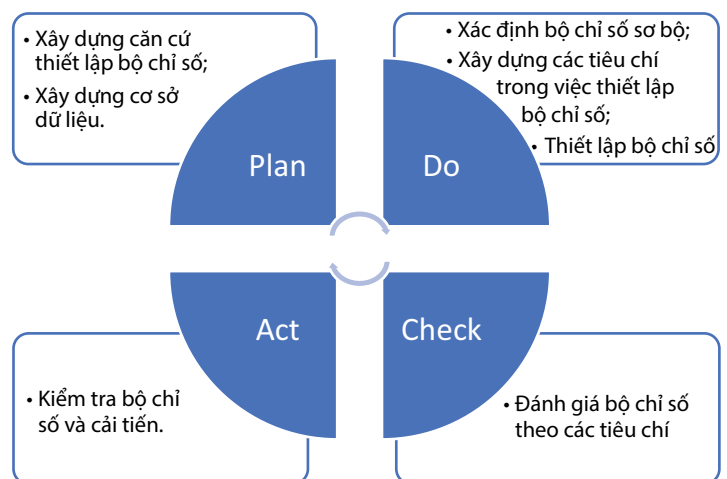 • Xây dựng căn cứ
thiết lập bộ chỉ số;
• Xây dựng cơ sở
dữ liệu.
Plan
• Xác định bộ chỉ số sơ bộ;
• Xây dựng các tiêu chí
trong việc thiết lập
bộ chỉ số;
• Thiết lập bộ chỉ số
Do
Act
• Kiểm tra bộ chỉ
số và cải tiến.
Check
• Đánh giá bộ chỉ số
theo các tiêu chí